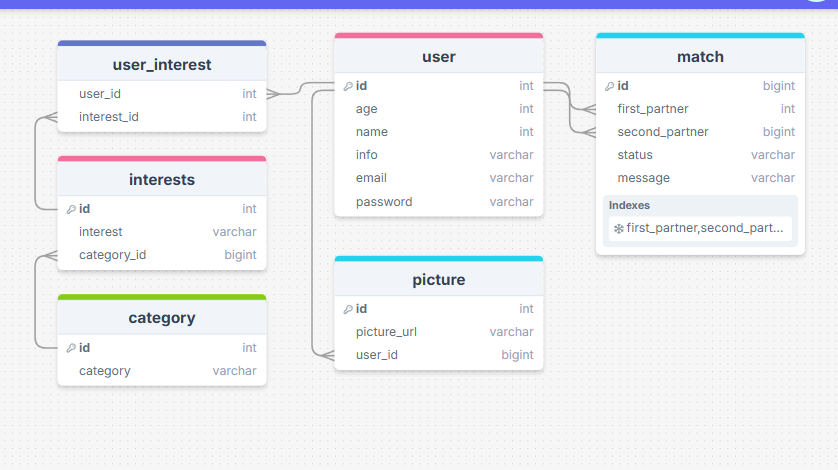 user_interest
user_id int
interest_id int
interests
id int
interest varchar
category_id bigint
category
id int
category varchar
user
id int
age int
name int
info varchar
email varchar
password varchar
picture
id int
picture_url varchar
user_id bigint
match
id bigint
first_partner int
second_partner bigint
status varchar
message varchar
Indexes
first_partner,second_part...